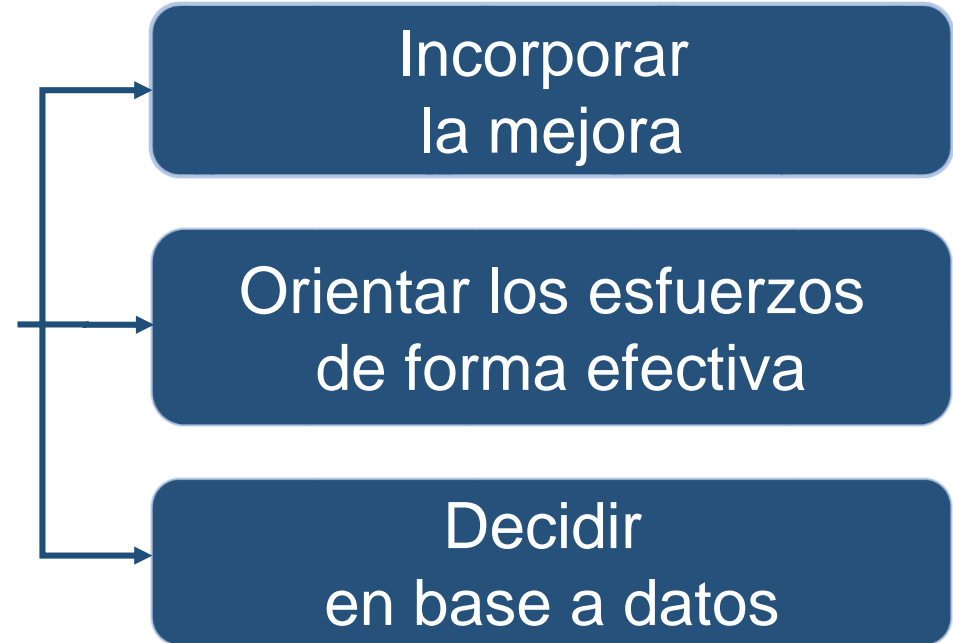 Incorporar
la mejora
Orientar los esfuerzos
de forma efectiva
Decidir
en base a datos